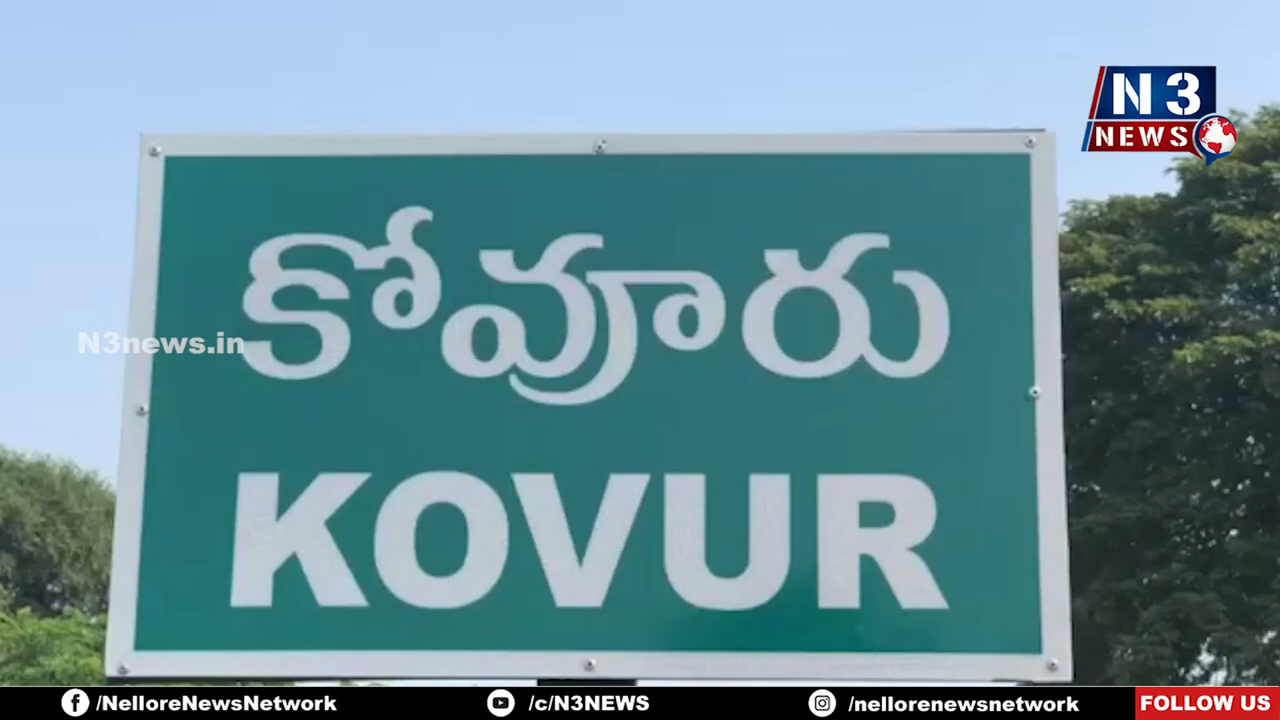 N3
NEWS
కోవూరు
N3news.in
KOVUR
/NelloreNewsNetwork
/c/N3NEWS
/nellorenewsnetwork
FOLLOW US